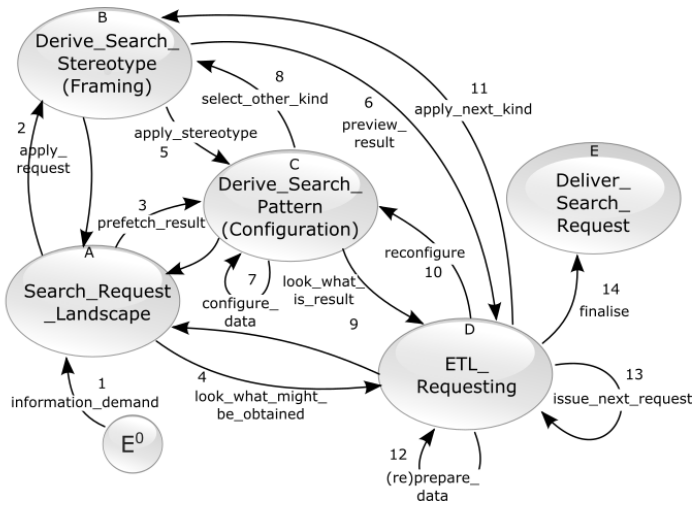 B
Derive_Search_
Stereotype
(Framing)
8
select_other_kind
11
apply_next_kind
6
preview_
result
2
apply_
request
apply_stereotype
5
E
Deliver_
Search_
Request
C
Derive_Search_
Pattern
(Configuration)
3
prefetch_result
A
Search_Request
_Landscape
7
configure_
data
look_what_
is_result
9
reconfigure
10
14
finalise
D
ETL_
Requesting
1
information_demand
E⁰
4
look_what_might_
be_obtained
13
issue_next_request
12
(re)prepare_
data